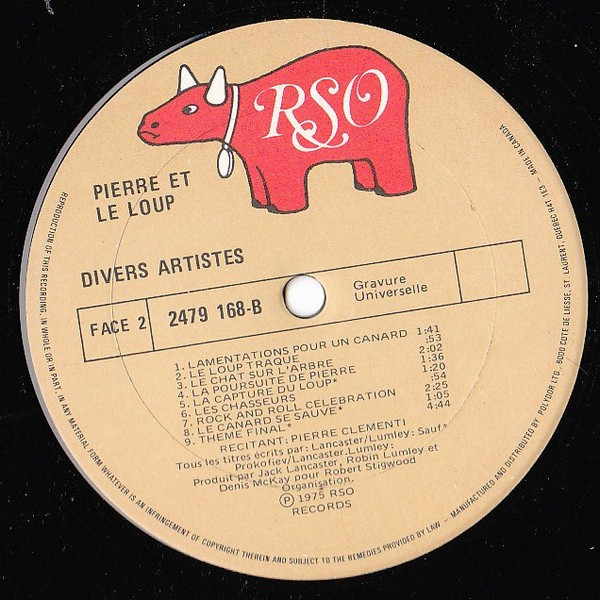 RSO
PIERRE ET
LE LOUP
DIVERS ARTISTES
FACE 2 2479 168-B Gravure
Universelle
1. LAMENTATIONS POUR UN CANARD 1:41
2. LE LOUP TRAQUE :53
3. LE CHAT SUR L'ARBRE 2:02
4. LA POURSUITE DE PIERRE 1:36
5. LA CAPTURE DU LOUP* 1:20
6. LES CHASSEURS :54
7. ROCK AND ROLL CELEBRATION 2:25
8. LE CANARD SE SAUVE* 1:05
9. THEME FINAL* 4:44
RECITANT: PIERRE CLEMENTI
Tous les titres écrits par: Lancaster/Lumley: Sauf*
Prokofiev/Lancaster.Lumley:
Produit par Jack Lancaster, Robin Lumley et
Denis McKay pour Robert Stigwood
Organisation.
Ⓟ 1975 RSO
RECORDS
REPRODUCTION OF THIS RECORDING, IN WHOLE OR IN PART, IN ANY MATERIAL FORM WHATEVER IS AN INFRINGEMENT OF COPYRIGHT THEREIN AND SUBJECT TO THE REMEDIES PROVIDED BY LAW — MANUFACTURED AND DISTRIBUTED BY POLYDOR LTD., 6000 COTE DE LIESSE, ST. LAURENT, QUEBEC H4T 1E3 — MADE IN CANADA